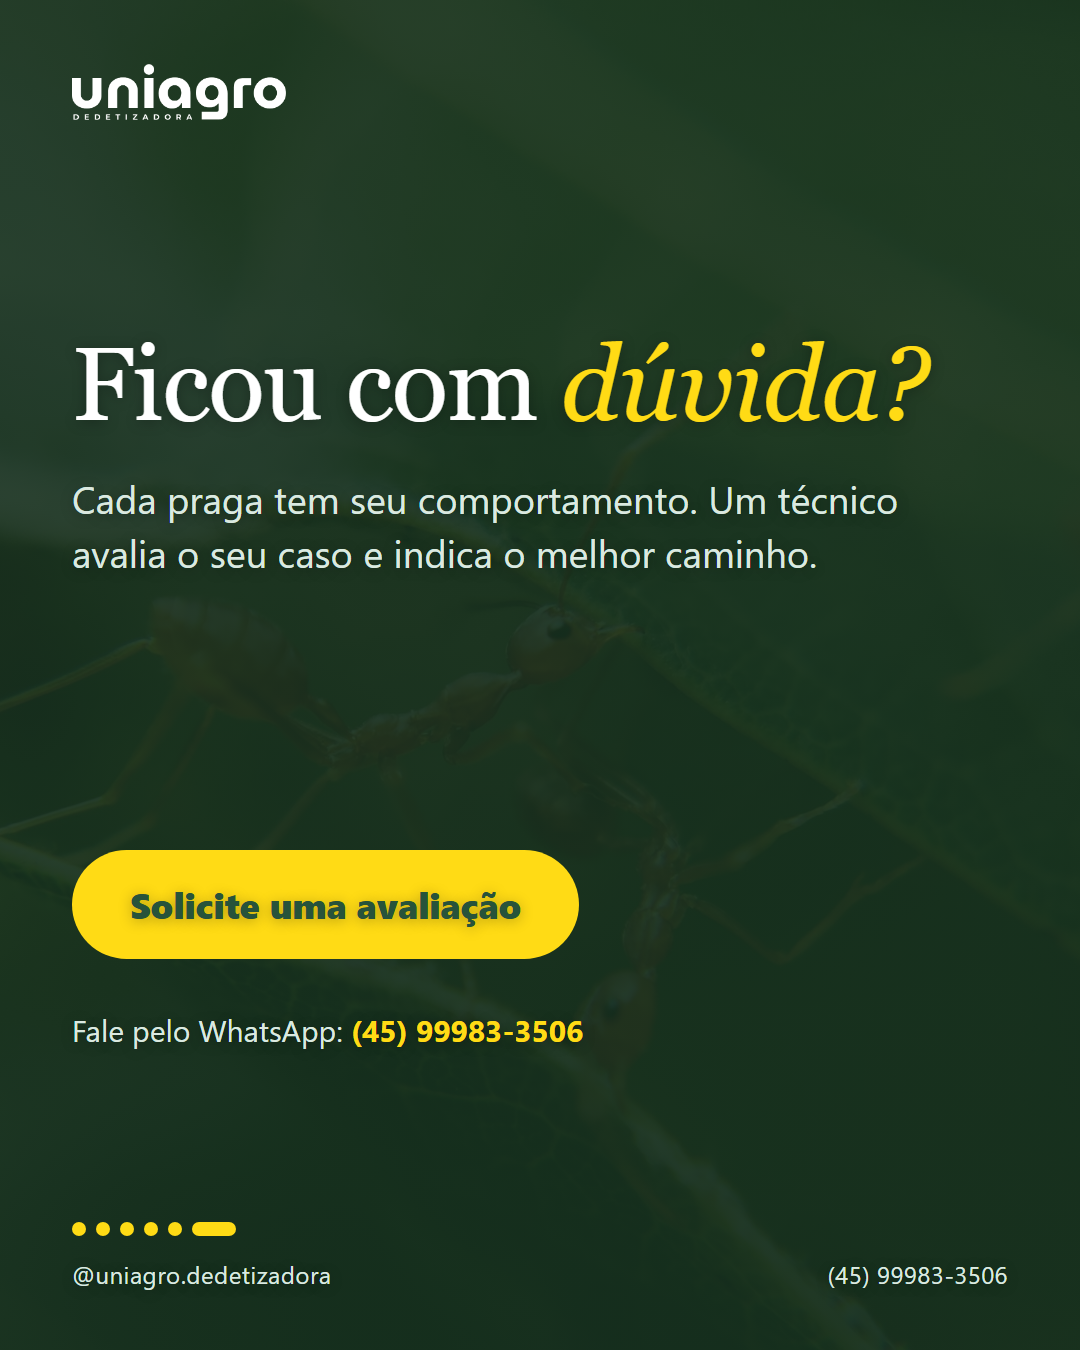 uniagro
DEDETIZADORA
Ficou com dúvida?
Cada praga tem seu comportamento. Um técnico
avalia o seu caso e indica o melhor caminho.
Solicite uma avaliação
Fale pelo WhatsApp: (45) 99983-3506
@uniagro.dedetizadora
(45) 99983-3506